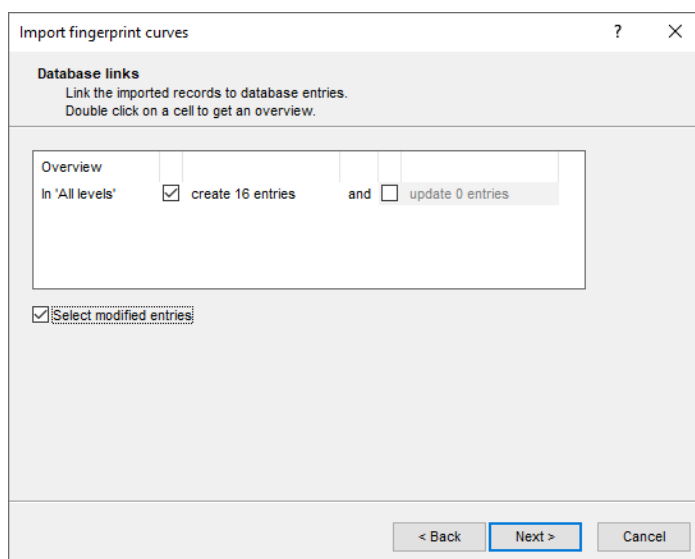 Import fingerprint curves ?
Database links
Link the imported records to database entries.
Double click on a cell to get an overview.
Overview
In 'All levels' create 16 entries and update 0 entries
Select modified entries
< Back Next > Cancel